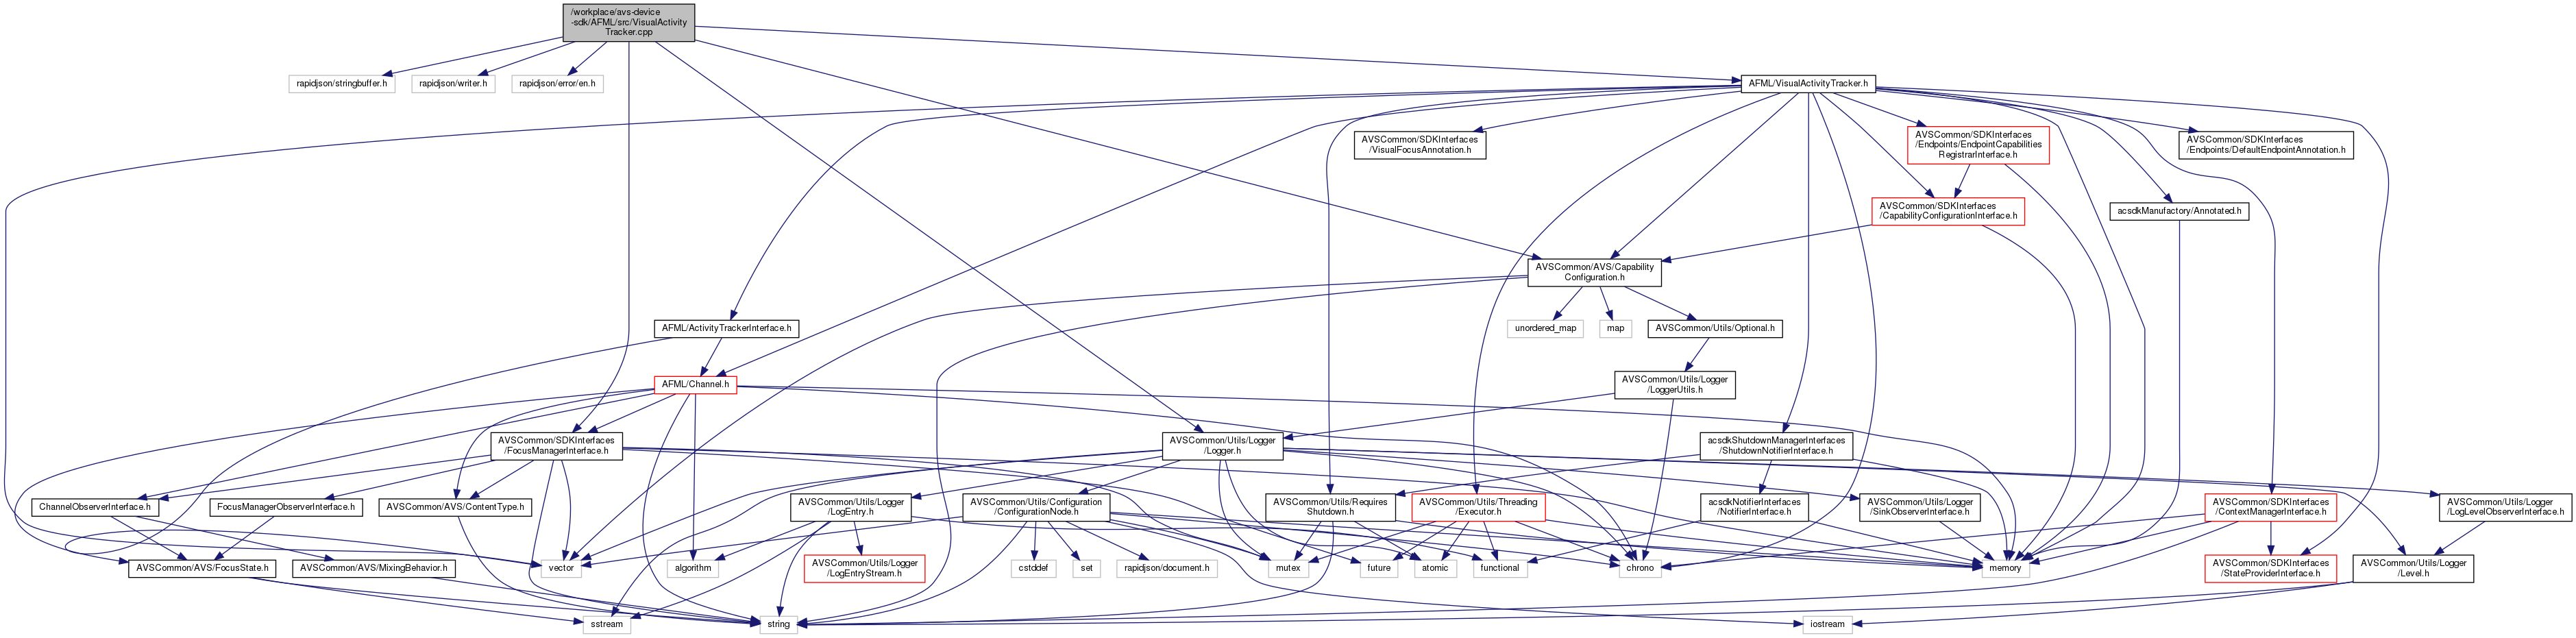 /workplace/avs-device
-sdk/AFML/src/VisualActivity
Tracker.cpp
rapidjson/stringbuffer.h
rapidjson/writer.h
rapidjson/error/en.h
AFML/VisualActivityTracker.h
AVSCommon/SDKInterfaces
/VisualFocusAnnotation.h
AVSCommon/SDKInterfaces
/Endpoints/EndpointCapabilities
RegistrarInterface.h
AVSCommon/SDKInterfaces
/Endpoints/DefaultEndpointAnnotation.h
AVSCommon/SDKInterfaces
/CapabilityConfigurationInterface.h
acsdkManufactory/Annotated.h
AVSCommon/AVS/Capability
Configuration.h
AFML/ActivityTrackerInterface.h
unordered_map
map
AVSCommon/Utils/Optional.h
AFML/Channel.h
AVSCommon/Utils/Logger
/LoggerUtils.h
AVSCommon/SDKInterfaces
/FocusManagerInterface.h
AVSCommon/Utils/Logger
/Logger.h
acsdkShutdownManagerInterfaces
/ShutdownNotifierInterface.h
ChannelObserverInterface.h
FocusManagerObserverInterface.h
AVSCommon/AVS/ContentType.h
AVSCommon/Utils/Logger
/LogEntry.h
AVSCommon/Utils/Configuration
/ConfigurationNode.h
AVSCommon/Utils/Requires
Shutdown.h
AVSCommon/Utils/Threading
/Executor.h
acsdkNotifierInterfaces
/NotifierInterface.h
AVSCommon/Utils/Logger
/SinkObserverInterface.h
AVSCommon/SDKInterfaces
/ContextManagerInterface.h
AVSCommon/Utils/Logger
/LogLevelObserverInterface.h
AVSCommon/AVS/FocusState.h
AVSCommon/AVS/MixingBehavior.h
vector
algorithm
AVSCommon/Utils/Logger
/LogEntryStream.h
cstddef
set
rapidjson/document.h
mutex
future
atomic
functional
chrono
memory
AVSCommon/SDKInterfaces
/StateProviderInterface.h
AVSCommon/Utils/Logger
/Level.h
sstream
string
iostream